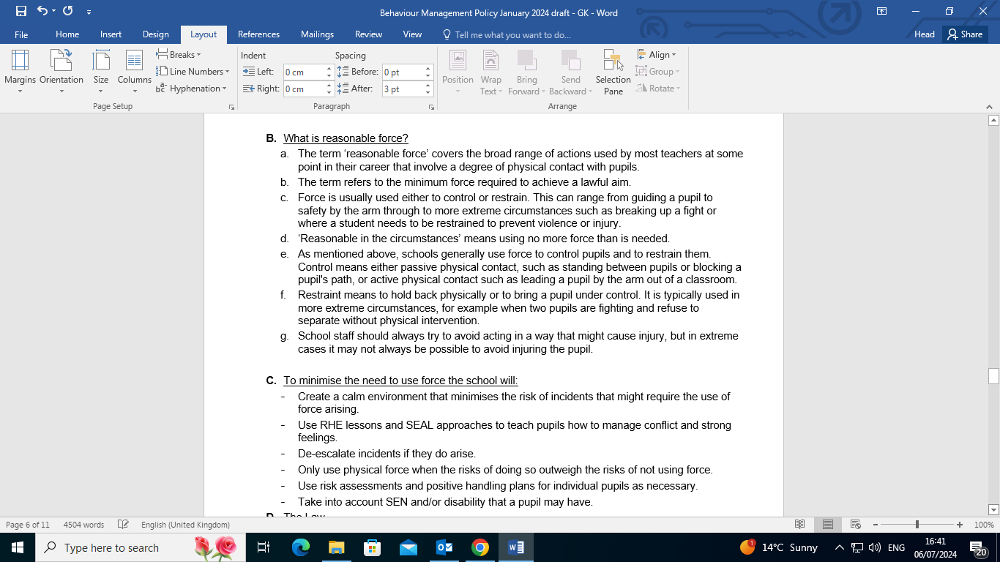 Behaviour Management Policy January 2024 draft - GK - Word
File Home Insert Design Layout References Mailings Review View Tell me what you want to do... Head Share
Margins Orientation Size Columns
Breaks
Line Numbers
Hyphenation
Page Setup
Indent Spacing
Left: 0 cm Before: 0 pt
Right: 0 cm After: 3 pt
Paragraph
Position Wrap Text Bring Forward Send Backward Selection Pane
Align
Group
Rotate
Arrange
B. What is reasonable force?
a. The term ‘reasonable force’ covers the broad range of actions used by most teachers at some
point in their career that involve a degree of physical contact with pupils.
b. The term refers to the minimum force required to achieve a lawful aim.
c. Force is usually used either to control or restrain. This can range from guiding a pupil to
safety by the arm through to more extreme circumstances such as breaking up a fight or
where a student needs to be restrained to prevent violence or injury.
d. ‘Reasonable in the circumstances’ means using no more force than is needed.
e. As mentioned above, schools generally use force to control pupils and to restrain them.
Control means either passive physical contact, such as standing between pupils or blocking a
pupil's path, or active physical contact such as leading a pupil by the arm out of a classroom.
f. Restraint means to hold back physically or to bring a pupil under control. It is typically used in
more extreme circumstances, for example when two pupils are fighting and refuse to
separate without physical intervention.
g. School staff should always try to avoid acting in a way that might cause injury, but in extreme
cases it may not always be possible to avoid injuring the pupil.
C. To minimise the need to use force the school will:
- Create a calm environment that minimises the risk of incidents that might require the use of
force arising.
- Use RHE lessons and SEAL approaches to teach pupils how to manage conflict and strong
feelings.
- De-escalate incidents if they do arise.
- Only use physical force when the risks of doing so outweigh the risks of not using force.
- Use risk assessments and positive handling plans for individual pupils as necessary.
- Take into account SEN and/or disability that a pupil may have.
D. The Law
Page 6 of 11 4504 words English (United Kingdom) 100%
Type here to search 14°C Sunny ENG 16:41
06/07/2024 20